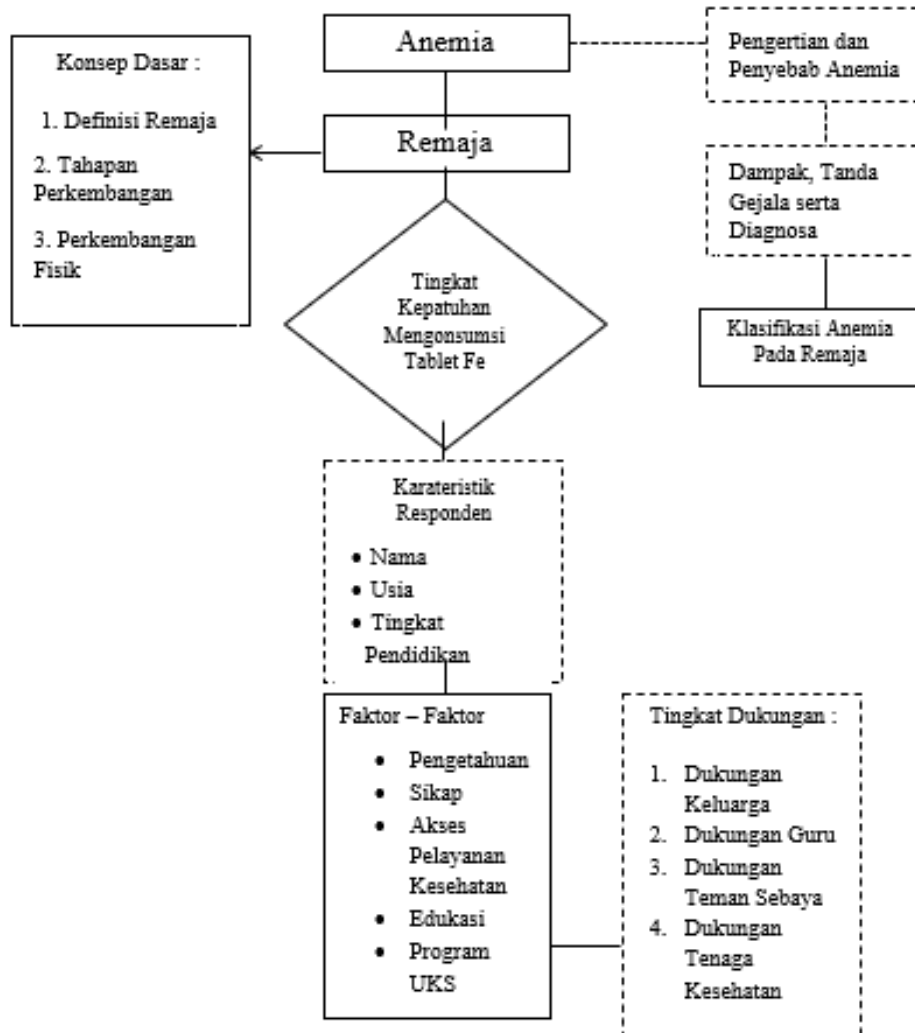 Anemia
Pengertian dan
Penyebab Anemia
Konsep Dasar :
1. Definisi Remaja
2. Tahapan
Perkembangan
3. Perkembangan
Fisik
Remaja
Dampak, Tanda
Gejala serta
Diagnosa
Klasifikasi Anemia
Pada Remaja
Tingkat
Kepatuhan
Mengonsumsi
Tablet Fe
Karateristik
Responden
• Nama
• Usia
• Tingkat
Pendidikan
Faktor – Faktor
• Pengetahuan
• Sikap
• Akses
Pelayanan
Kesehatan
• Edukasi
• Program
UKS
Tingkat Dukungan :
1. Dukungan
Keluarga
2. Dukungan Guru
3. Dukungan
Teman Sebaya
4. Dukungan
Tenaga
Kesehatan